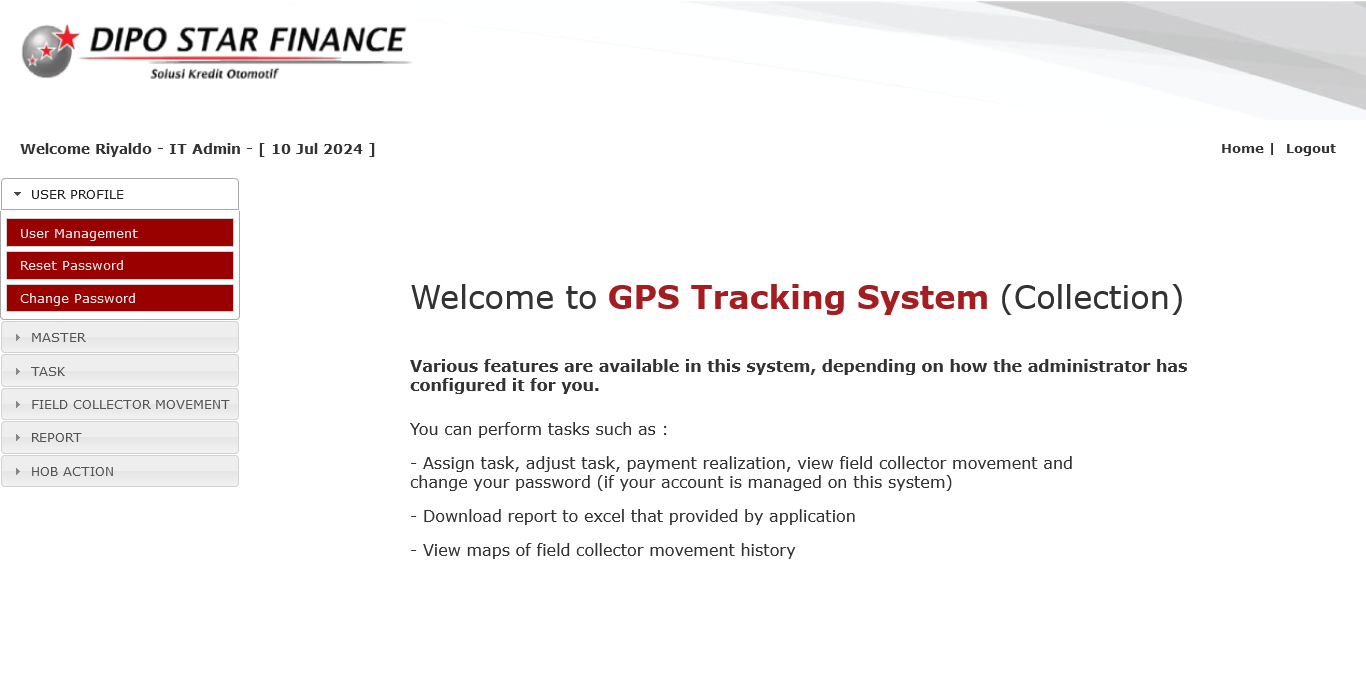 DIPO STAR FINANCE
Solusi Kredit Otomotif
Welcome Riyaldo - IT Admin - [ 10 Jul 2024 ]
Home | Logout
USER PROFILE
User Management
Reset Password
Change Password
MASTER
TASK
FIELD COLLECTOR MOVEMENT
REPORT
HOB ACTION
Welcome to GPS Tracking System (Collection)
Various features are available in this system, depending on how the administrator has
configured it for you.
You can perform tasks such as :
- Assign task, adjust task, payment realization, view field collector movement and
change your password (if your account is managed on this system)
- Download report to excel that provided by application
- View maps of field collector movement history